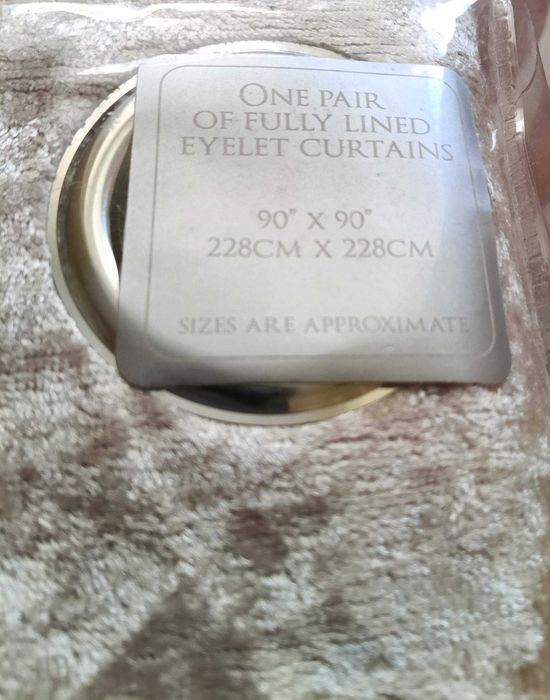 ONE PAIR
OF FULLY LINED
EYELET CURTAINS
90" X 90"
228CM X 228CM
SIZES ARE APPROXIMATE